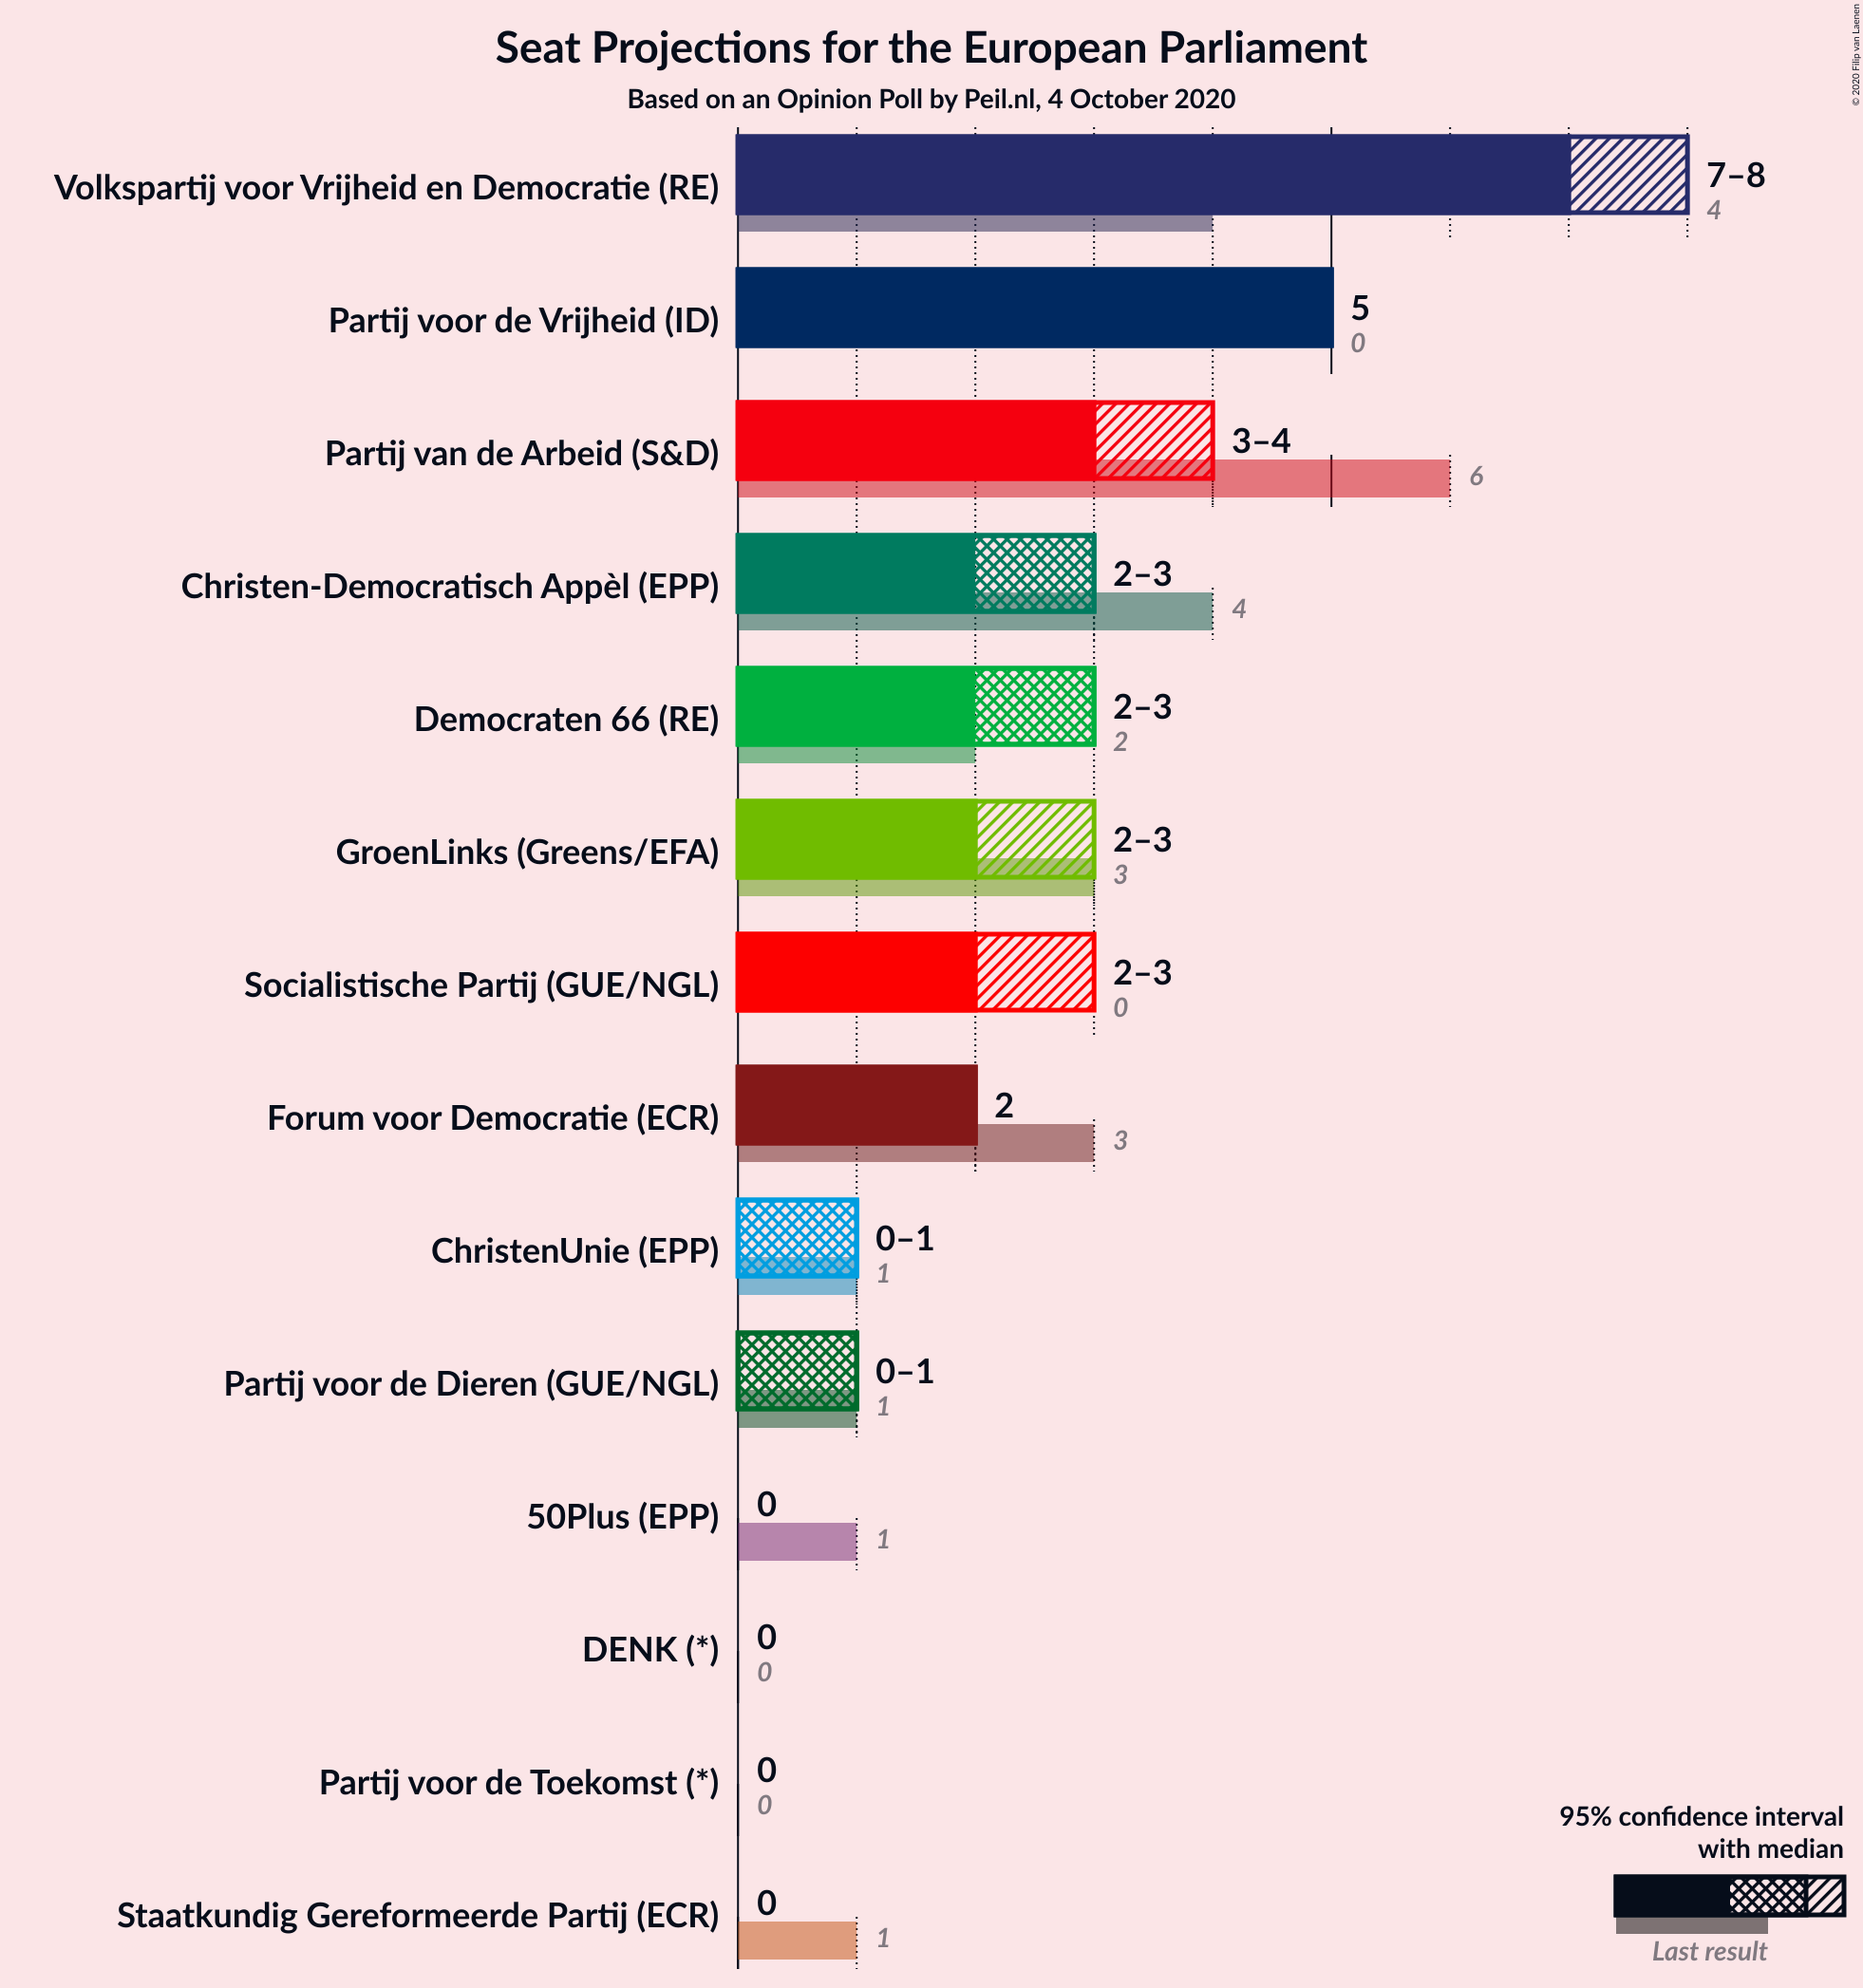 Seat Projections for the European Parliament
Based on an Opinion Poll by Peil.nl, 4 October 2020
© 2020 Filip van Laenen
Volkspartij voor Vrijheid en Democratie (RE)
7–8
4
Partij voor de Vrijheid (ID)
5
0
Partij van de Arbeid (S&D)
3–4
6
Christen-Democratisch Appèl (EPP)
2–3
4
Democraten 66 (RE)
2–3
2
GroenLinks (Greens/EFA)
2–3
3
Socialistische Partij (GUE/NGL)
2–3
0
Forum voor Democratie (ECR)
2
3
ChristenUnie (EPP)
0–1
1
Partij voor de Dieren (GUE/NGL)
0–1
1
50Plus (EPP)
0
1
DENK (*)
0
0
Partij voor de Toekomst (*)
0
0
Staatkundig Gereformeerde Partij (ECR)
0
1
95% confidence interval
with median
Last result